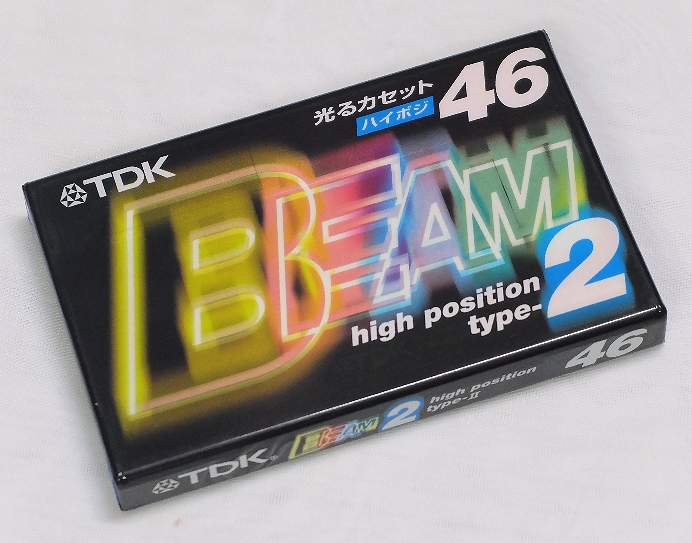 光るカセット
ハイポジ
46
TDK
BEAM
high position
type-2
TDK
BEAM 2
high position
type-II
46